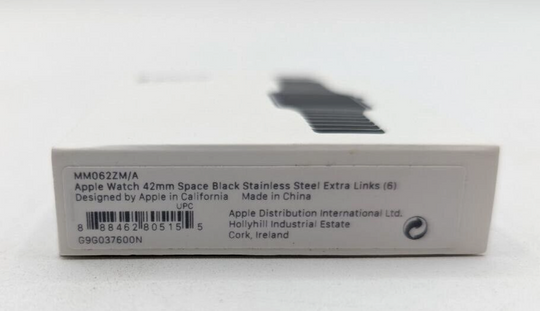 MM062ZM/A
Apple Watch 42mm Space Black Stainless Steel Extra Links (6)
Designed by Apple in California Made in China
UPC
8 88462 80515 5
G9G037600N
Apple Distribution International Ltd.
Hollyhill Industrial Estate
Cork, Ireland